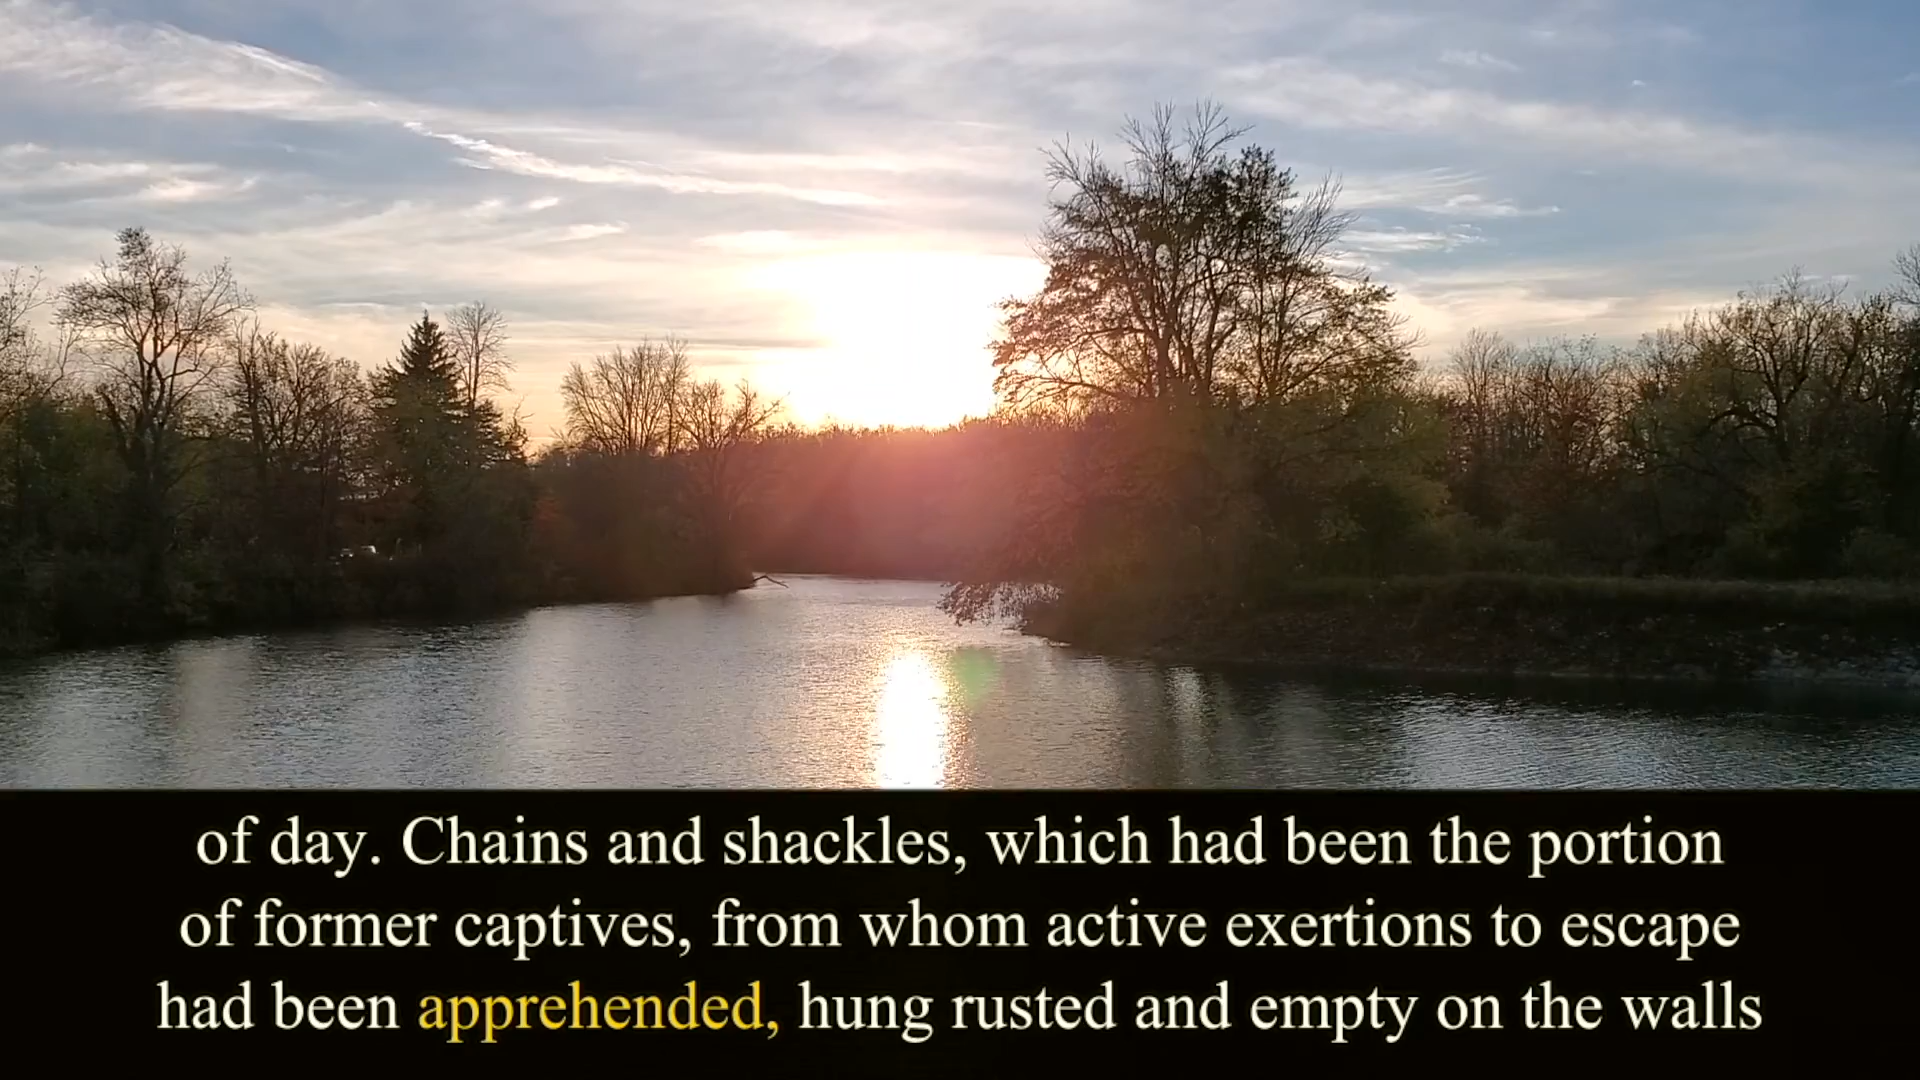 of day. Chains and shackles, which had been the portion
of former captives, from whom active exertions to escape
had been apprehended, hung rusted and empty on the walls